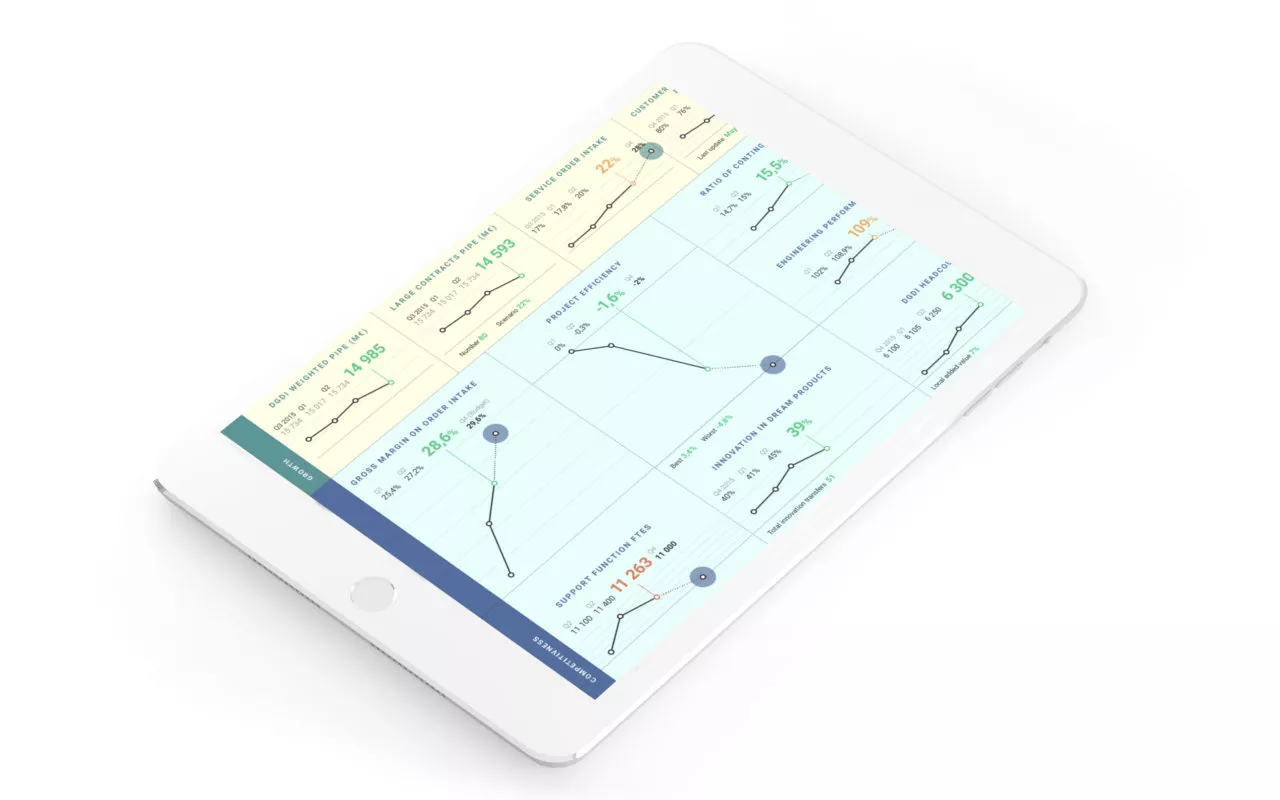 GROWTH
DGDI WEIGHTED PIPE (M€)
Q3 2015 Q1 Q2
15 734 15 017 15 734 14 985
LARGE CONTRACTS PIPE (M€)
Q3 2015 Q1 Q2
15 734 15 017 15 734 14 593
Number 80 Scenario 22%
SERVICE ORDER INTAKE
Q3 2015 Q1 Q2 Q4
17% 17,8% 20% 22% 28%
CUSTOMER
Q4 2015 Q1
80% 76%
Last update May
COMPETITIVNESS
GROSS MARGIN ON ORDER INTAKE
Q1 Q2 Q4 (Budget)
25,4% 27,2% 28,6% 29,6%
PROJECT EFFICIENCY
Q1 Q2 Q4
0% -0,3% -1,6% -2%
Best 3,4% Worst -4,8%
RATIO OF CONTING
Q1 Q2
14,7% 15% 15,5%
ENGINEERING PERFORM
Q1 Q2
102% 108,9% 109%
SUPPORT FUNCTION FTES
Q2 Q2 Q4
11 100 11 400 11 263 11 000
INNOVATION IN DREAM PRODUCTS
Q4 2015 Q1 Q2
40% 41% 45% 39%
Total innovation transfers 51
DGDI HEADCOU
Q4 2015 Q1 Q2
6 100 6 105 6 250 6 300
Local added value 7%